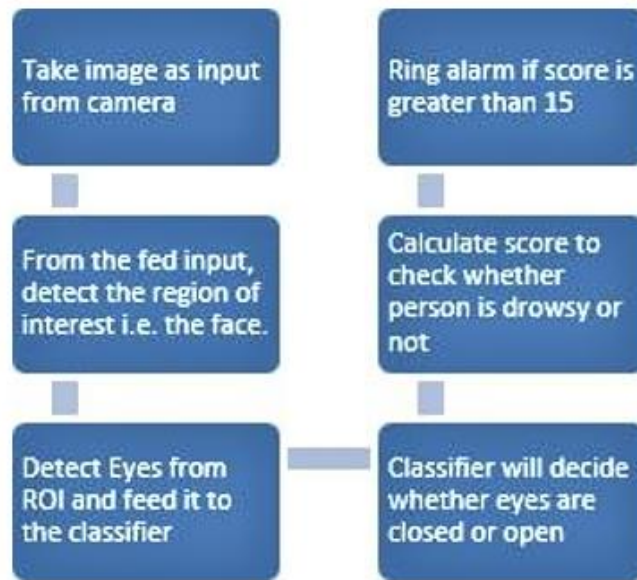 Take image as input
from camera
From the fed input,
detect the region of
interest i.e. the face.
Detect Eyes from
ROI and feed it to
the classifier
Classifier will decide
whether eyes are
closed or open
Calculate score to
check whether
person is drowsy or
not
Ring alarm if score is
greater than 15